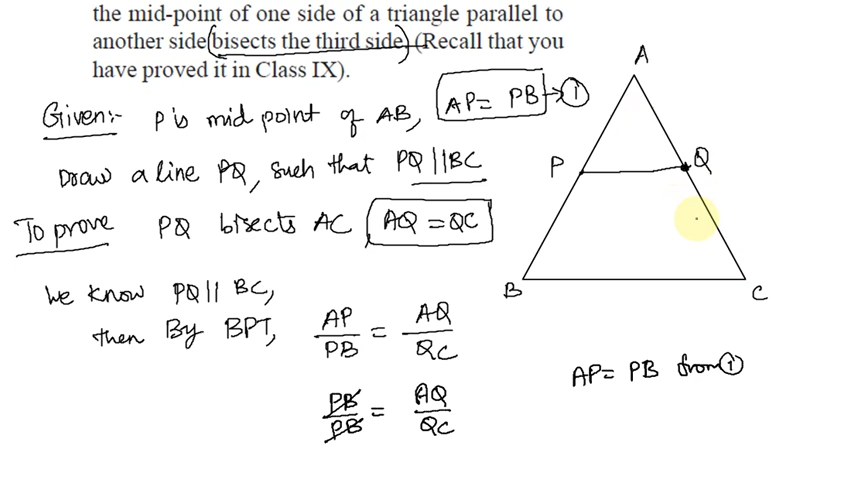 the mid-point of one side of a triangle parallel to
another side bisects the third side. (Recall that you
have proved it in Class IX).
Given:- P is mid point of AB, AP = PB → ①
Draw a line PQ, such that PQ || BC
To prove PQ bisects AC AQ = QC
We know PQ || BC,
then By BPT, AP/PB = AQ/QC
PB/PB = AQ/QC
AP = PB from ①
A
P
Q
B
C